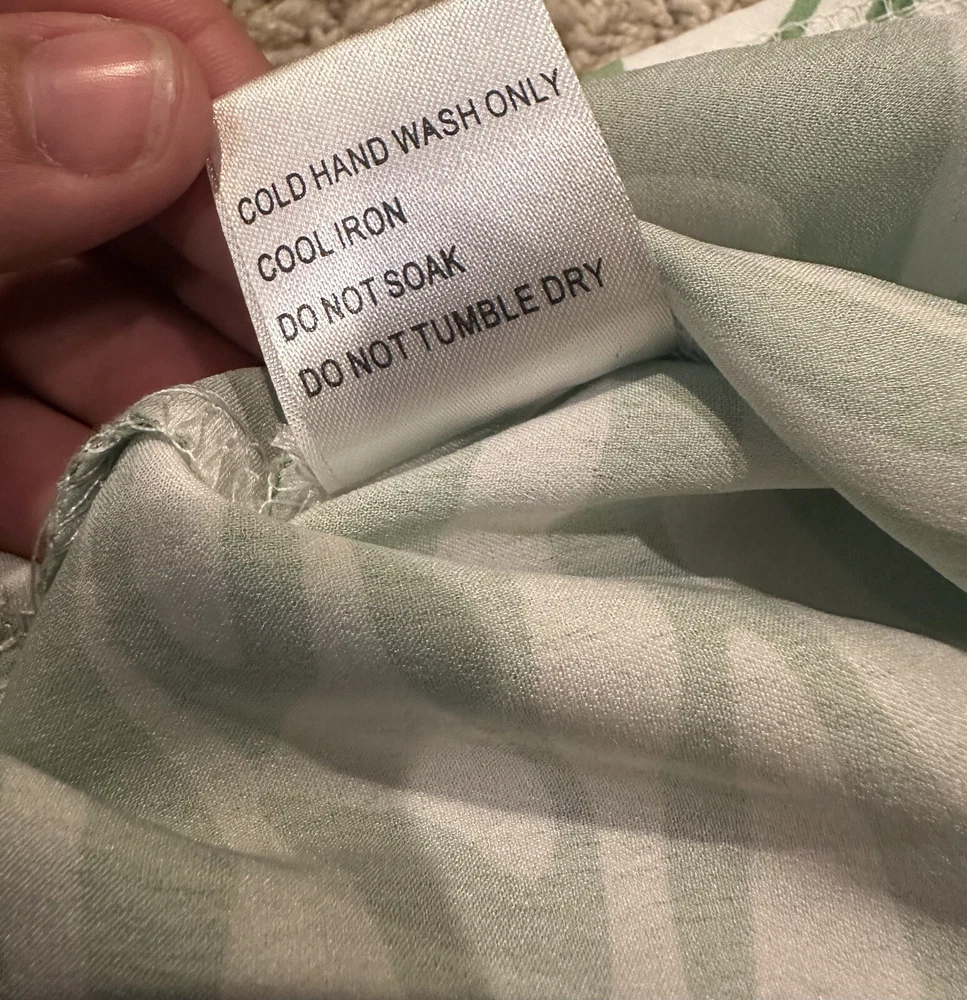 COLD HAND WASH ONLY
COOL IRON
DO NOT SOAK
DO NOT TUMBLE DRY